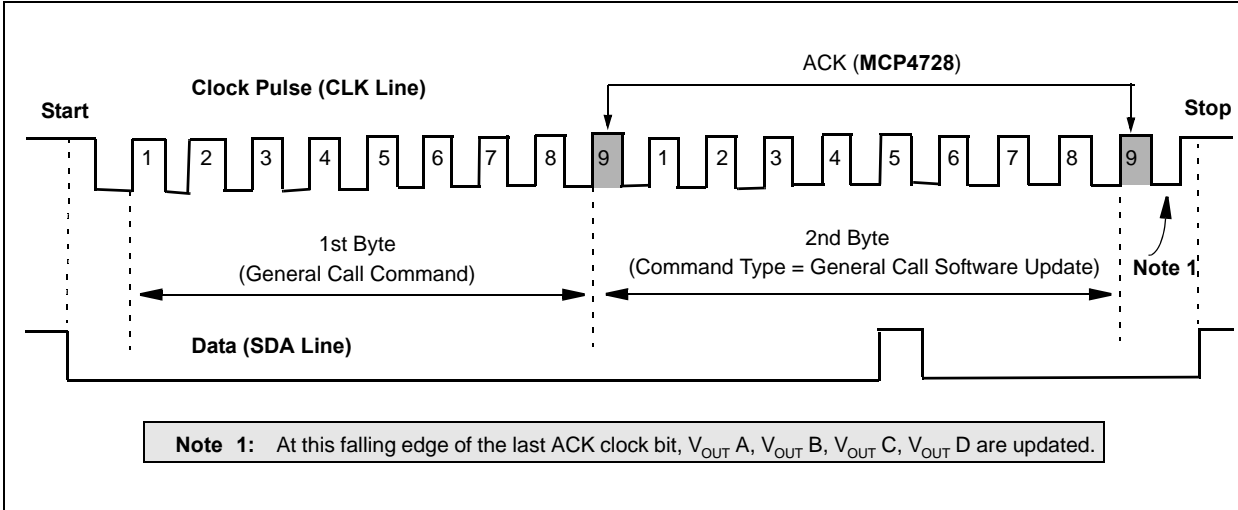 ACK (MCP4728)
Clock Pulse (CLK Line)
Start
Stop
1 2 3 4 5 6 7 8 9 1 2 3 4 5 6 7 8 9
1st Byte
(General Call Command)
2nd Byte
(Command Type = General Call Software Update)
Note 1
Data (SDA Line)
Note 1: At this falling edge of the last ACK clock bit, VOUT A, VOUT B, VOUT C, VOUT D are updated.